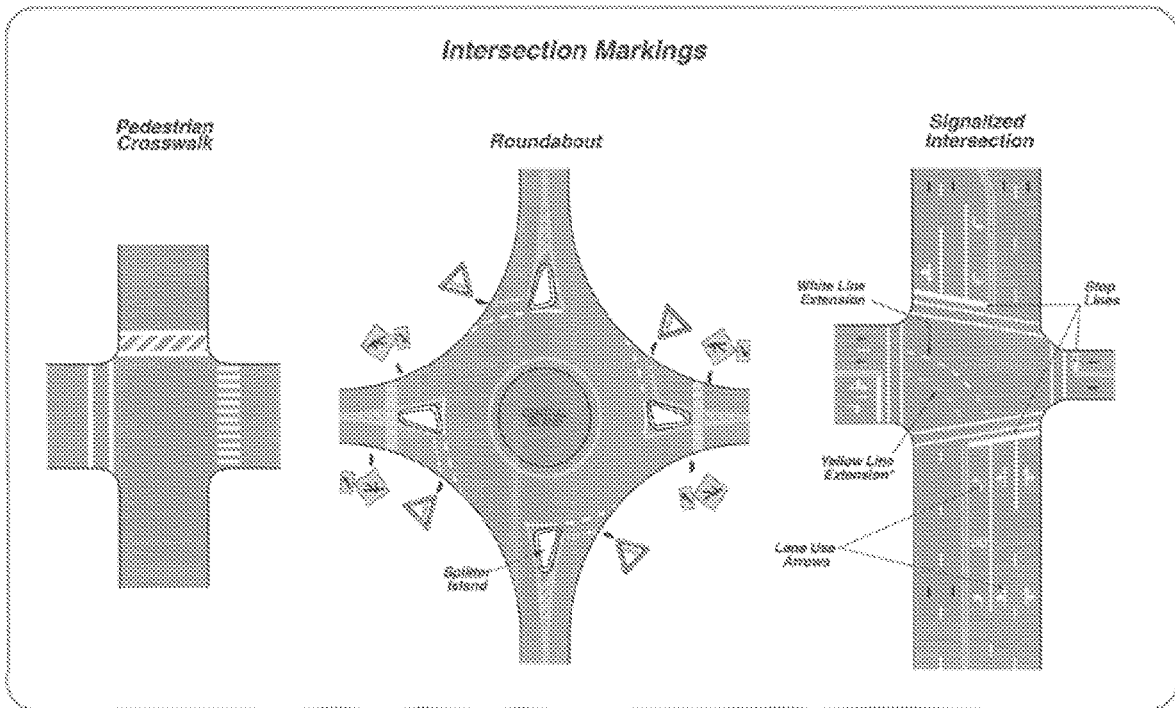 Intersection Markings
Pedestrian
Crosswalk
Roundabout
Signalized
Intersection
White Line
Extension
Stop
Lines
Yellow Line
Extension*
Lane Use
Arrows
Splitter
Island